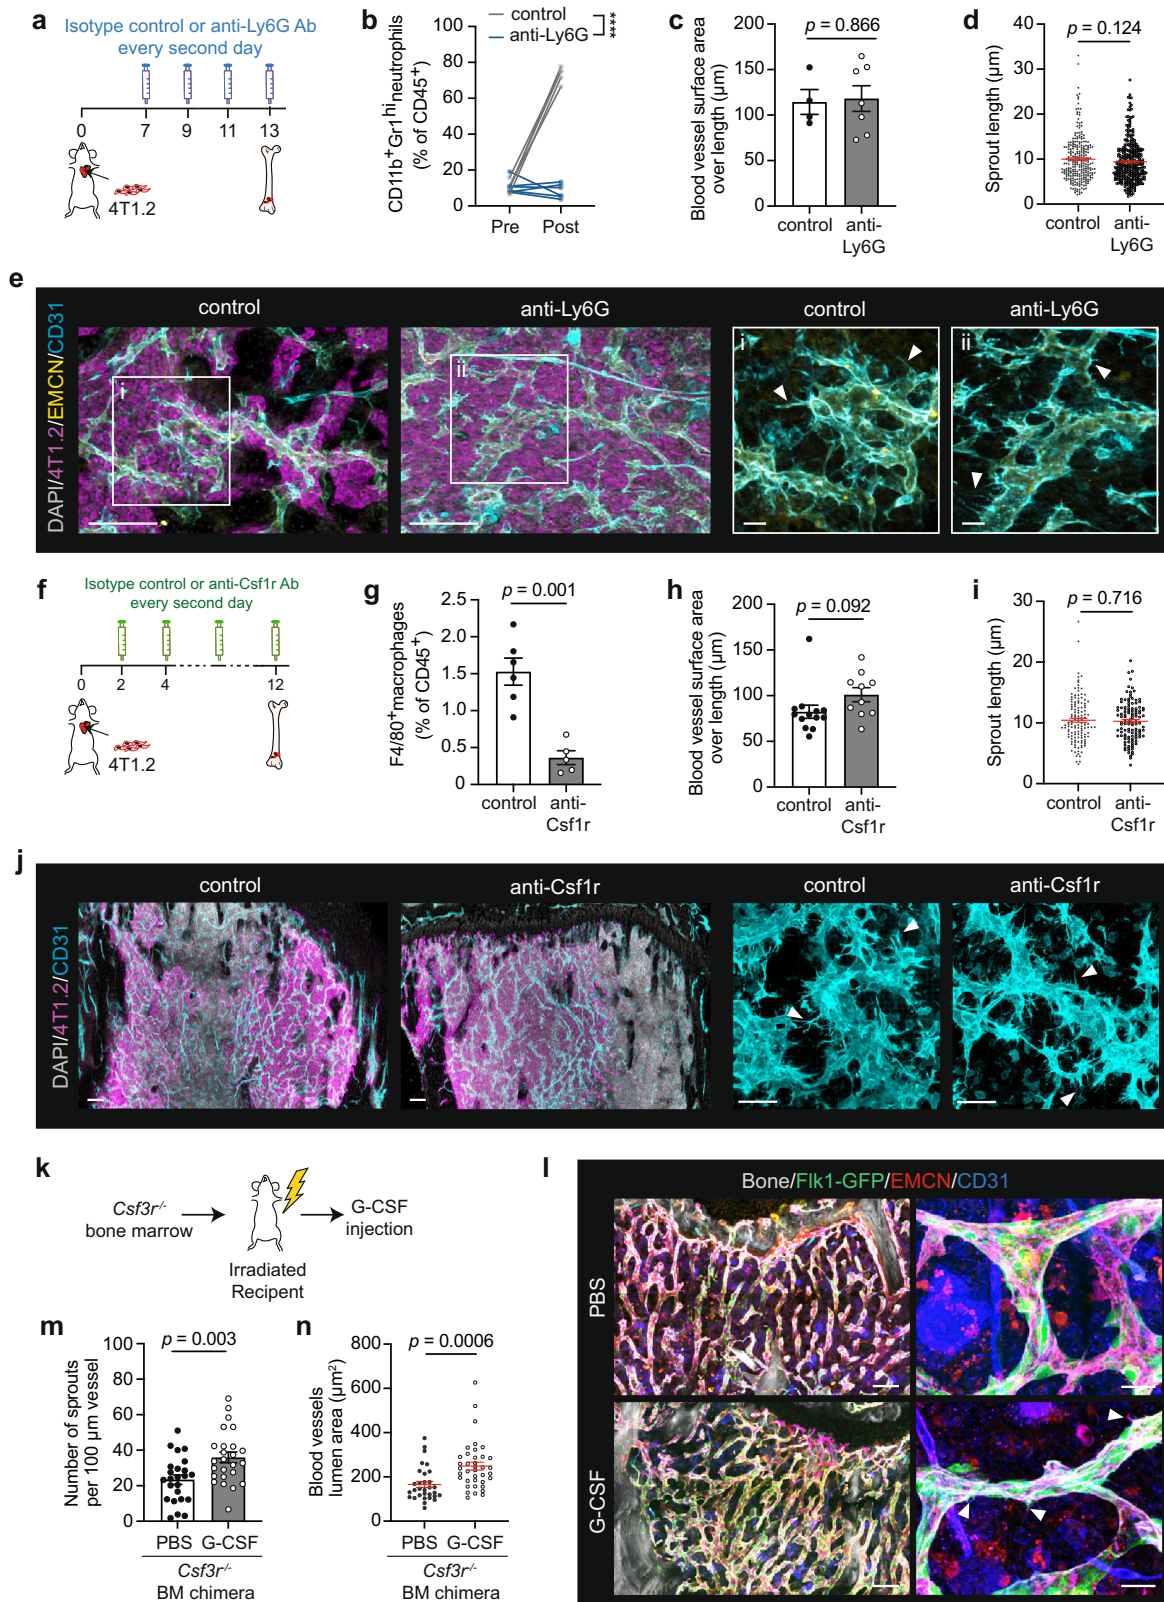 a
Isotype control or anti-Ly6G Ab
every second day
0
7
9
11
13
4T1.2
b
control
anti-Ly6G
****
CD11b+Gr1hi neutrophils
(% of CD45+)
100
80
60
40
20
0
Pre
Post
c
p = 0.866
Blood vessel surface area
over length (µm)
200
150
100
50
0
control
anti-
Ly6G
d
p = 0.124
Sprout length (µm)
40
30
20
10
0
control
anti-
Ly6G
e
DAPI/4T1.2/EMCN/CD31
control
anti-Ly6G
control
anti-Ly6G
i
ii
i
ii
f
Isotype control or anti-Csf1r Ab
every second day
0
2
4
12
4T1.2
g
p = 0.001
F4/80+macrophages
(% of CD45+)
2.5
2.0
1.5
1.0
0.5
0
control
anti-
Csf1r
h
p = 0.092
Blood vessel surface area
over length (µm)
200
150
100
50
0
control
anti-
Csf1r
i
p = 0.716
Sprout length (µm)
30
20
10
0
control
anti-
Csf1r
j
DAPI/4T1.2/CD31
control
anti-Csf1r
control
anti-Csf1r
k
Csf3r-/-
bone marrow
Irradiated
Recipent
G-CSF
injection
l
Bone/Flk1-GFP/EMCN/CD31
PBS
G-CSF
m
p = 0.003
Number of sprouts
per 100 µm vessel
100
80
60
40
20
0
PBS G-CSF
Csf3r-/-
BM chimera
n
p = 0.0006
Blood vessels
lumen area (µm²)
800
600
400
200
0
PBS G-CSF
Csf3r-/-
BM chimera